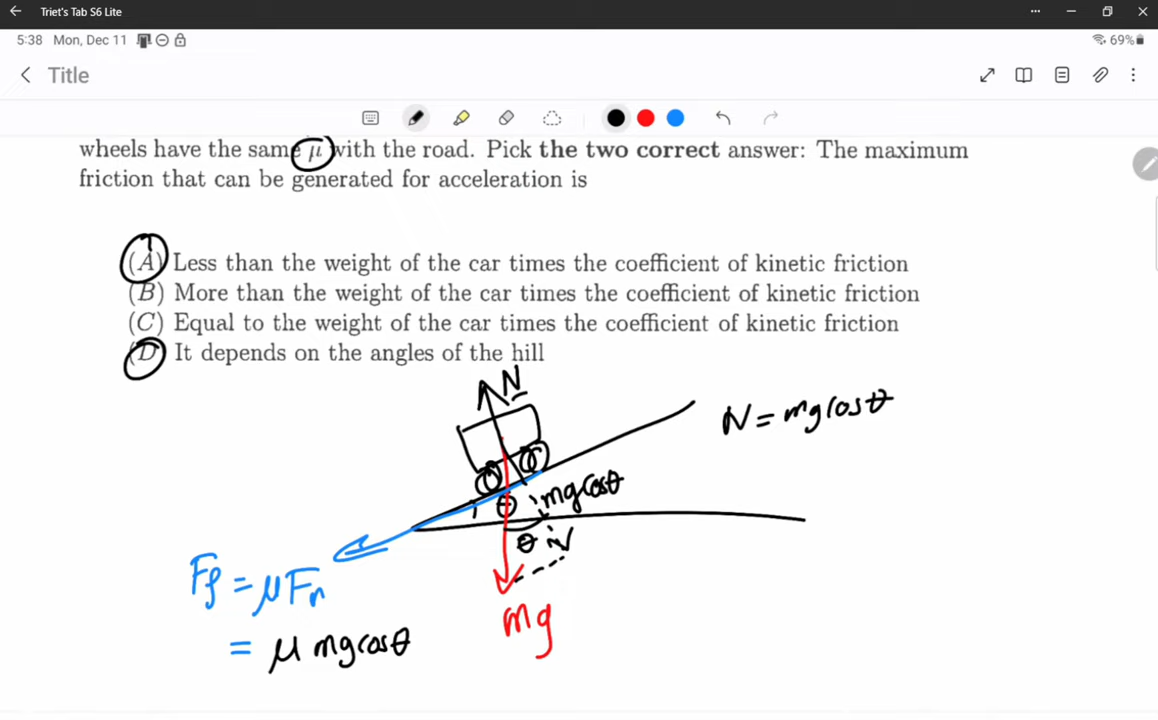 Triet's Tab S6 Lite
5:38 Mon, Dec 11
69%
Title
wheels have the same μ with the road. Pick the two correct answer: The maximum
friction that can be generated for acceleration is
(A) Less than the weight of the car times the coefficient of kinetic friction
(B) More than the weight of the car times the coefficient of kinetic friction
(C) Equal to the weight of the car times the coefficient of kinetic friction
(D) It depends on the angles of the hill
N
N = mg cos θ
mg cos θ
θ
θ
N
Ff = μFn
= μ mg cos θ
mg